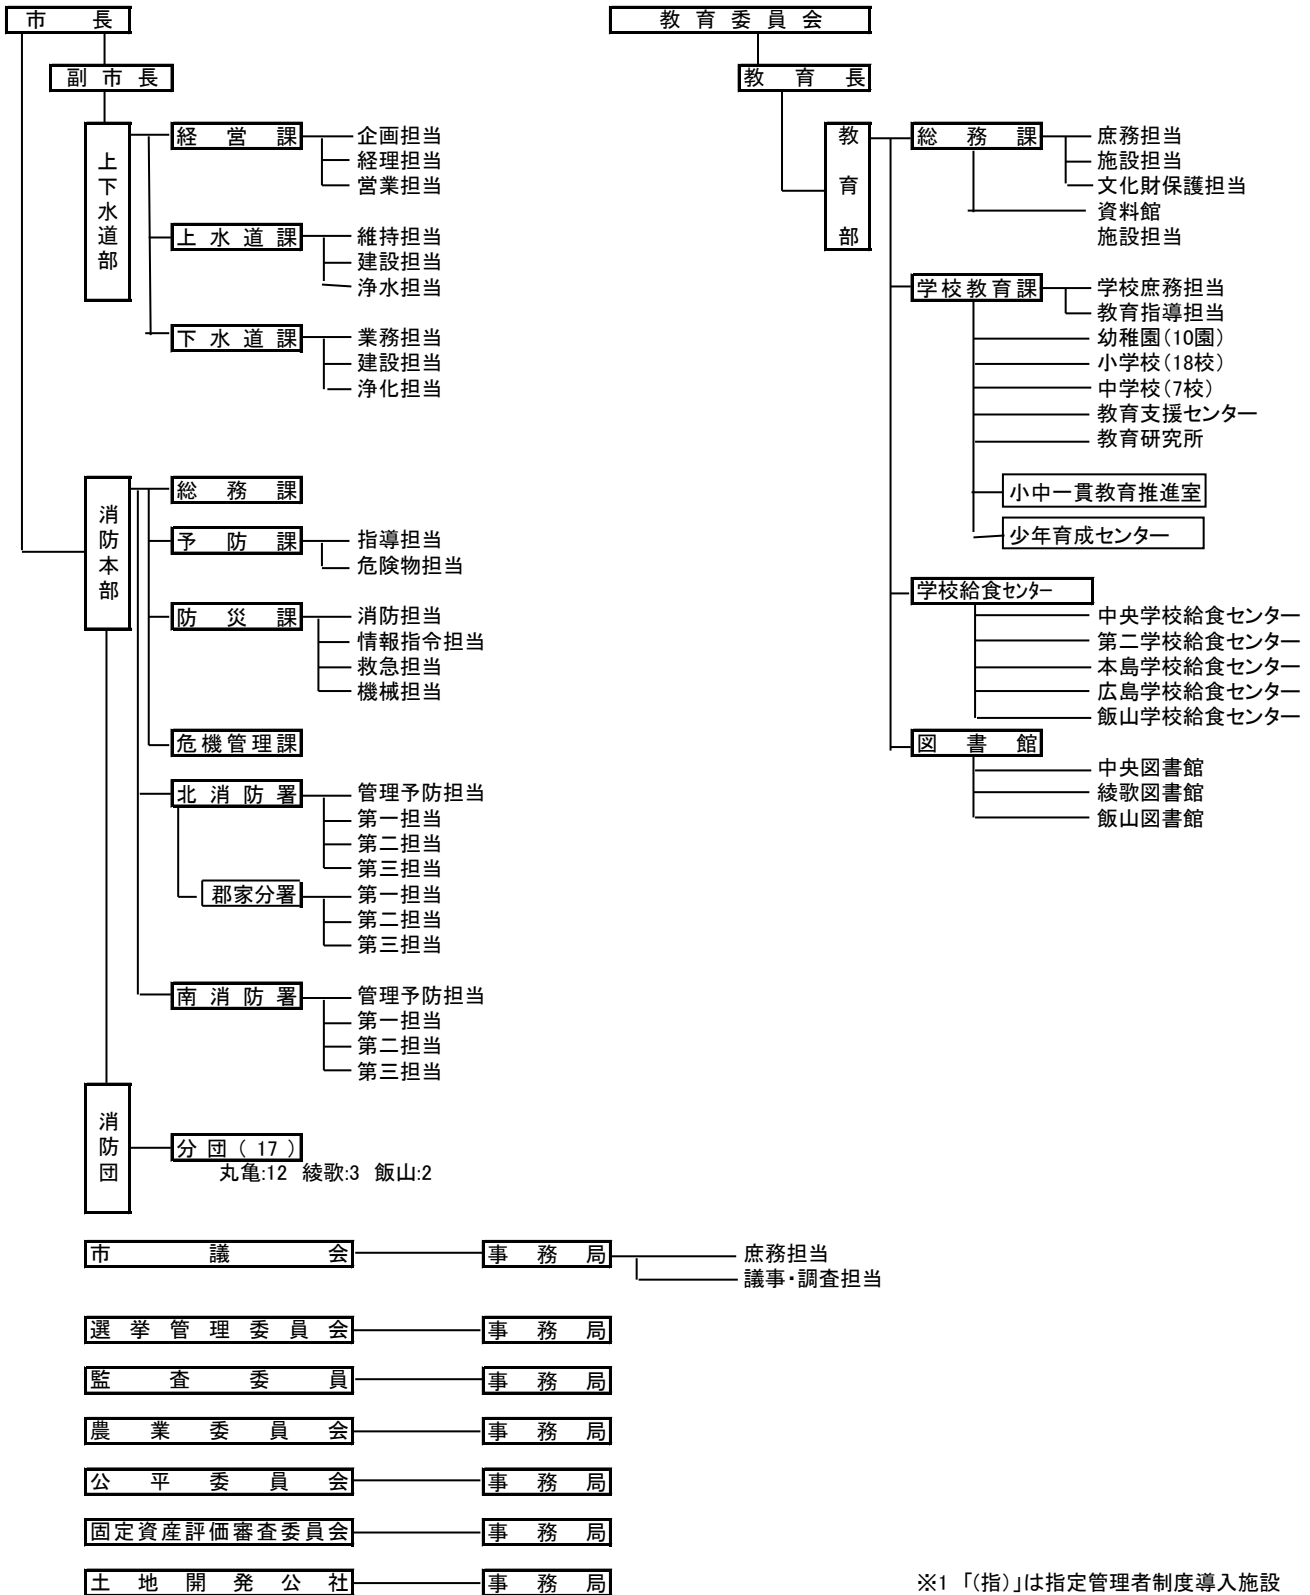 市長
副市長
上下水道部
経営課
企画担当
経理担当
営業担当
上水道課
維持担当
建設担当
浄水担当
下水道課
業務担当
建設担当
浄化担当
消防本部
総務課
予防課
指導担当
危険物担当
防災課
消防担当
情報指令担当
救急担当
機械担当
危機管理課
北消防署
管理予防担当
第一担当
第二担当
第三担当
郡家分署
第一担当
第二担当
第三担当
南消防署
管理予防担当
第一担当
第二担当
第三担当
消防団
分団(17)
丸亀:12 綾歌:3 飯山:2
教育委員会
教育長
教育部
総務課
庶務担当
施設担当
文化財保護担当
資料館
施設担当
学校教育課
学校庶務担当
教育指導担当
幼稚園(10園)
小学校(18校)
中学校(7校)
教育支援センター
教育研究所
小中一貫教育推進室
少年育成センター
学校給食センター
中央学校給食センター
第二学校給食センター
本島学校給食センター
広島学校給食センター
飯山学校給食センター
図書館
中央図書館
綾歌図書館
飯山図書館
市議会 事務局
庶務担当
議事・調査担当
選挙管理委員会 事務局
監査委員 事務局
農業委員会 事務局
公平委員会 事務局
固定資産評価審査委員会 事務局
土地開発公社 事務局
※1 「(指)」は指定管理者制度導入施設